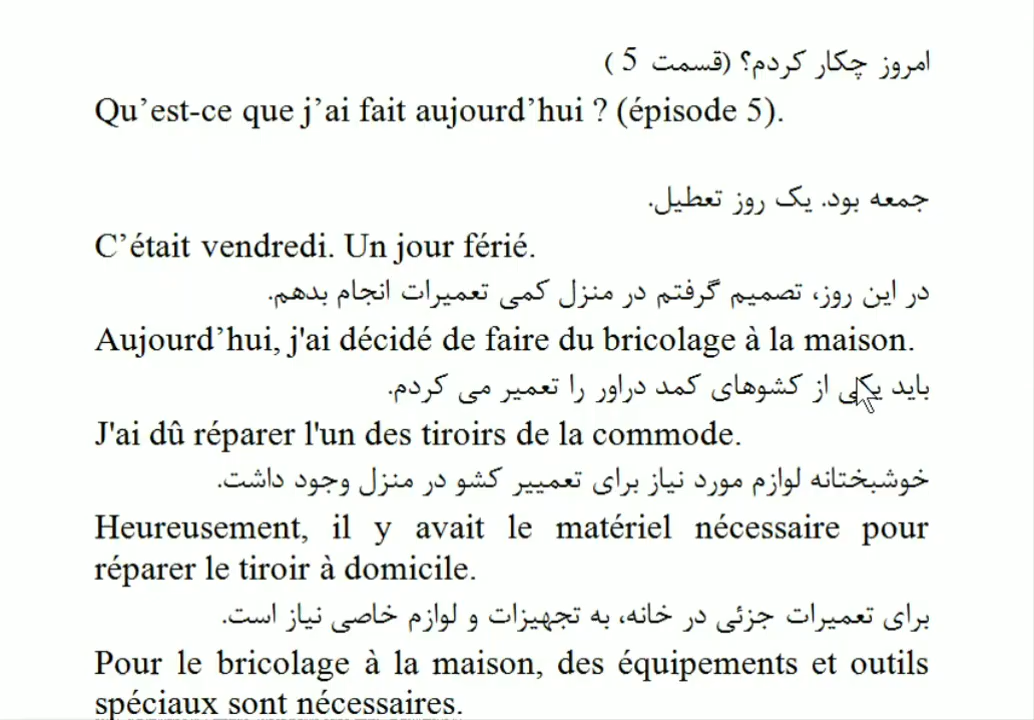 امروز چکار کردم؟ (قسمت 5 )
Qu’est-ce que j’ai fait aujourd’hui ? (épisode 5).
جمعه بود. یک روز تعطیل.
C’était vendredi. Un jour férié.
در این روز، تصمیم گرفتم در منزل کمی تعمیرات انجام بدهم.
Aujourd’hui, j'ai décidé de faire du bricolage à la maison.
باید یکی از کشوهای کمد دراور را تعمیر می کردم.
J'ai dû réparer l'un des tiroirs de la commode.
خوشبختانه لوازم مورد نیاز برای تعمییر کشو در منزل وجود داشت.
Heureusement, il y avait le matériel nécessaire pour
réparer le tiroir à domicile.
برای تعمیرات جزئی در خانه، به تجهیزات و لوازم خاصی نیاز است.
Pour le bricolage à la maison, des équipements et outils
spéciaux sont nécessaires.